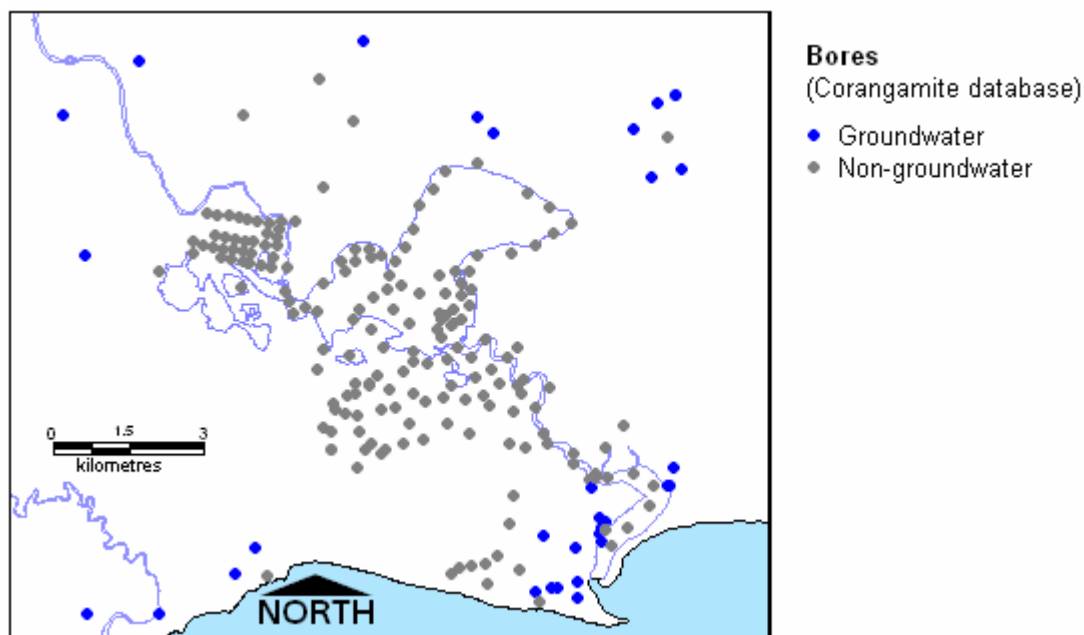 Bores
(Corangamite database)
Groundwater
Non-groundwater
0 1.5 3
kilometres
NORTH